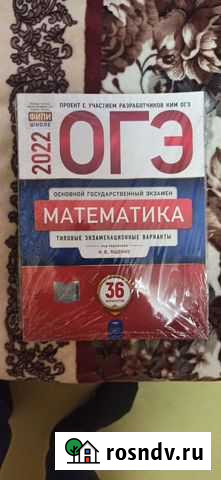 ПРОЕКТ С УЧАСТИЕМ РАЗРАБОТЧИКОВ КИМ ОГЭ
ФИПИ
ШКОЛЕ
2022
ОГЭ
ОСНОВНОЙ ГОСУДАРСТВЕННЫЙ ЭКЗАМЕН
МАТЕМАТИКА
ТИПОВЫЕ ЭКЗАМЕНАЦИОННЫЕ ВАРИАНТЫ
36
ВАРИАНТОВ
rosndv.ru